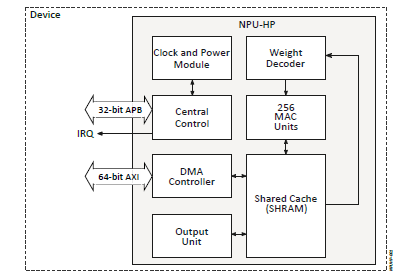 Device
NPU-HP
Clock and Power
Module
Weight
Decoder
32-bit APB
Central
Control
256
MAC
Units
IRQ
64-bit AXI
DMA
Controller
Shared Cache
(SHRAM)
Output
Unit